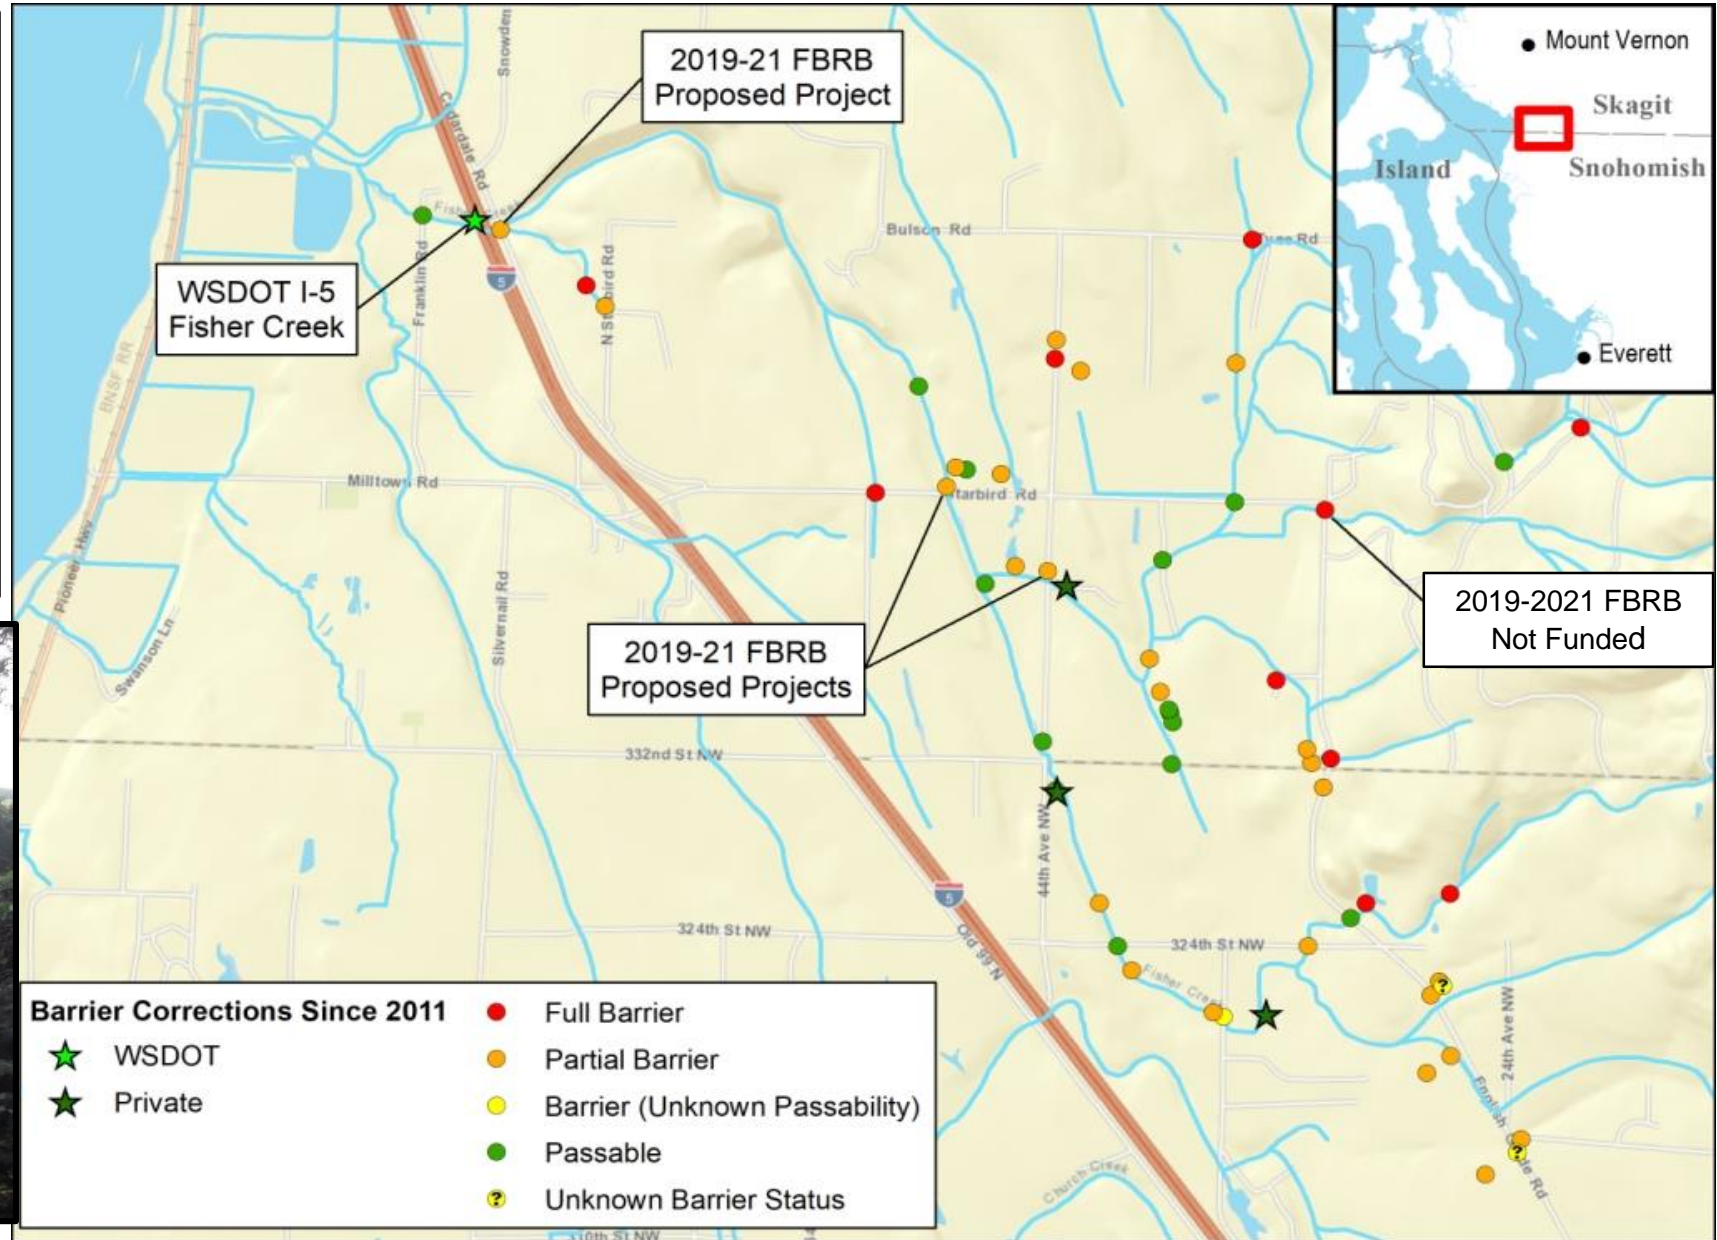 2019-21 FBRB
Proposed Project
WSDOT I-5
Fisher Creek
2019-21 FBRB
Proposed Projects
2019-2021 FBRB
Not Funded
Mount Vernon
Skagit
Island
Snohomish
Everett
Snowden
Cedardale Rd
Franklin Rd
Bulson Rd
5
BNSF RR
Milltown Rd
Pioneer Hwy
Swanson Ln
Silvernail Rd
332nd St NW
44th Ave NW
5
324th St NW
324th St NW
Old 99 N
Fisher Creek
24th Ave NW
Church Creek
Barrier Corrections Since 2011
WSDOT
Private
Full Barrier
Partial Barrier
Barrier (Unknown Passability)
Passable
?
Unknown Barrier Status
?
?